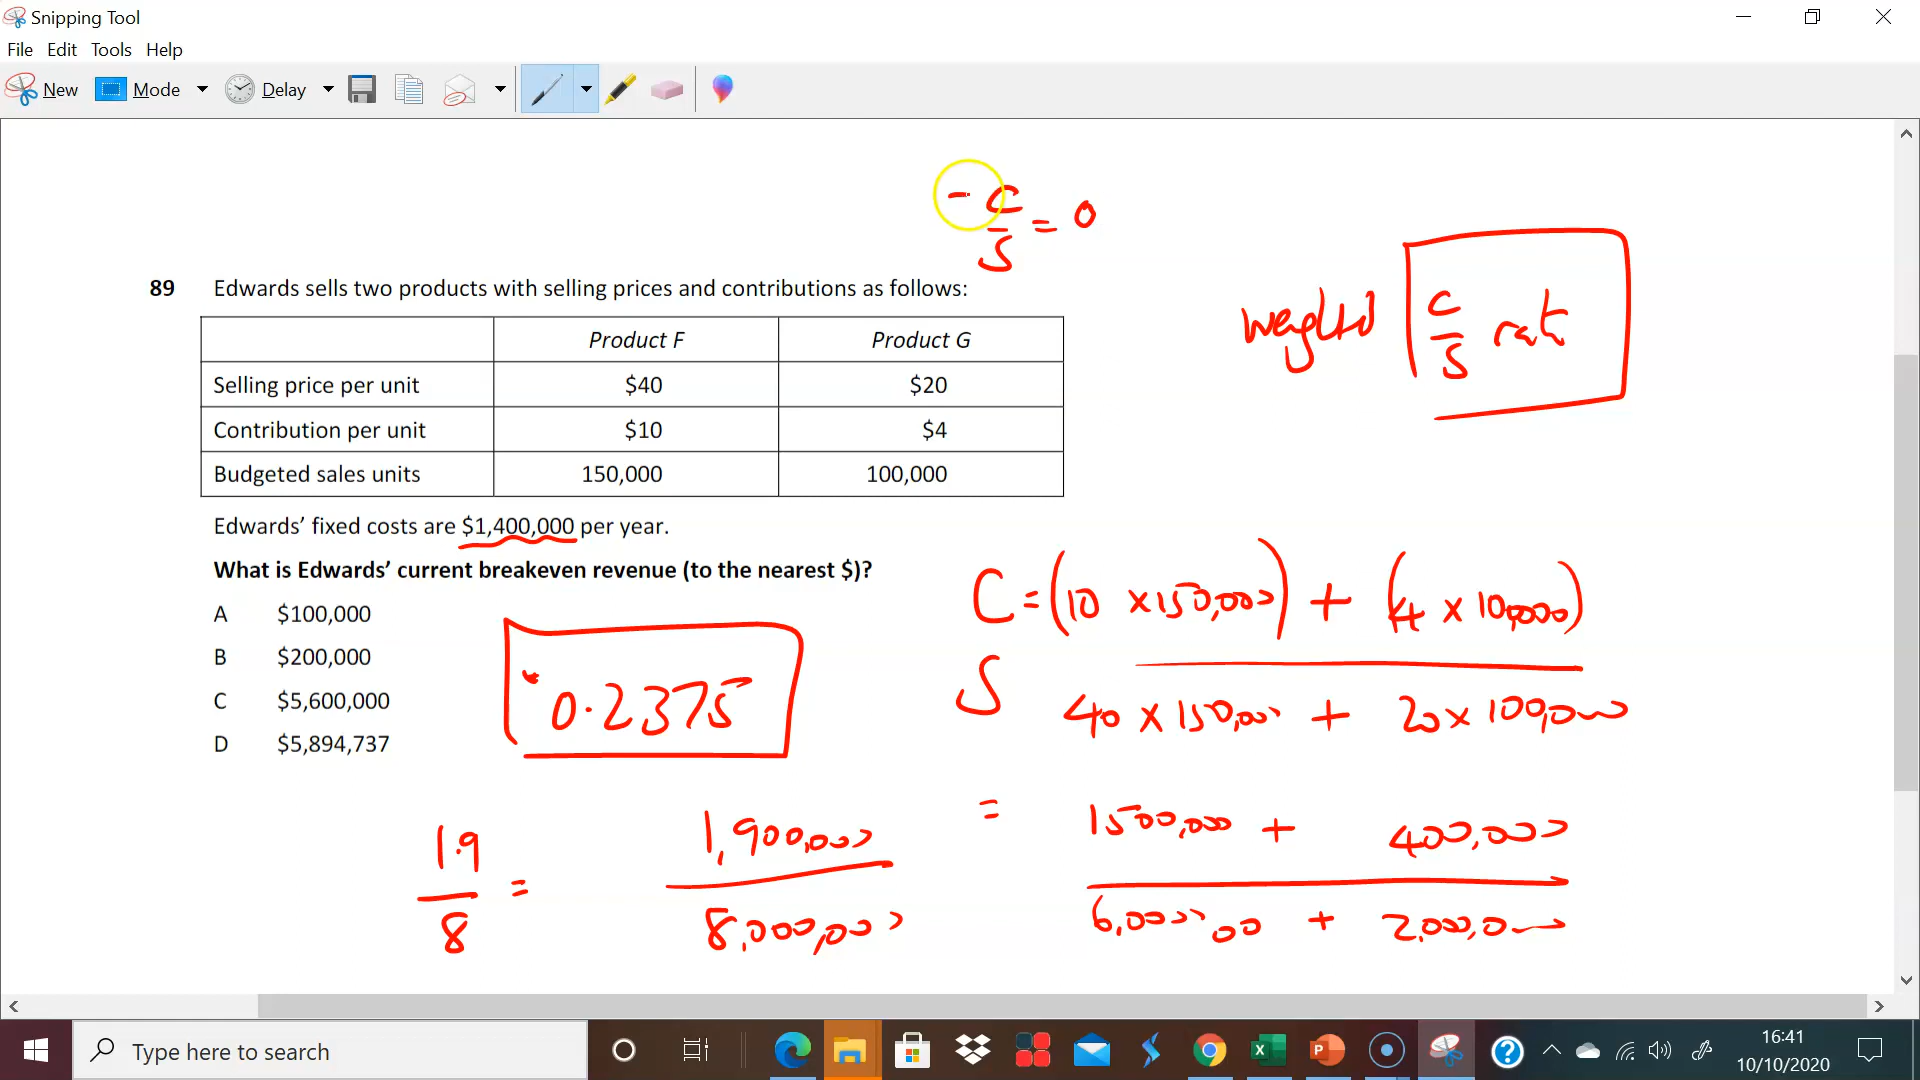 Snipping Tool
File Edit Tools Help
New Mode Delay
- C/S = 0
weighted C/S rat
89 Edwards sells two products with selling prices and contributions as follows:
Product F Product G
Selling price per unit $40 $20
Contribution per unit $10 $4
Budgeted sales units 150,000 100,000
Edwards’ fixed costs are $1,400,000 per year.
What is Edwards’ current breakeven revenue (to the nearest $)?
A $100,000
B $200,000
C $5,600,000
D $5,894,737
0.2375
C = (10 x 150,000) + (4 x 100,000)
S 40 x 150,000 + 20 x 100,000
= 1500,000 + 400,000
6,000000 + 2,000,000
1,900,000
8,000,000
1.9
8 =
Type here to search
16:41
10/10/2020